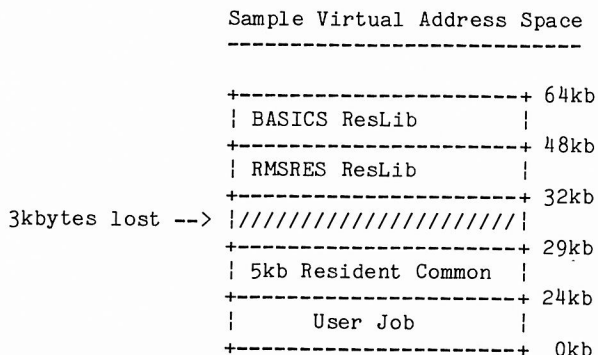 Sample Virtual Address Space
----------------------------
+-----------------------+ 64kb
| BASICS ResLib         |
+-----------------------+ 48kb
| RMSRES ResLib         |
+-----------------------+ 32kb
3kbytes lost --> |///////////////////////|
+-----------------------+ 29kb
| 5kb Resident Common   |
+-----------------------+ 24kb
|       User Job        |
+-----------------------+ 0kb